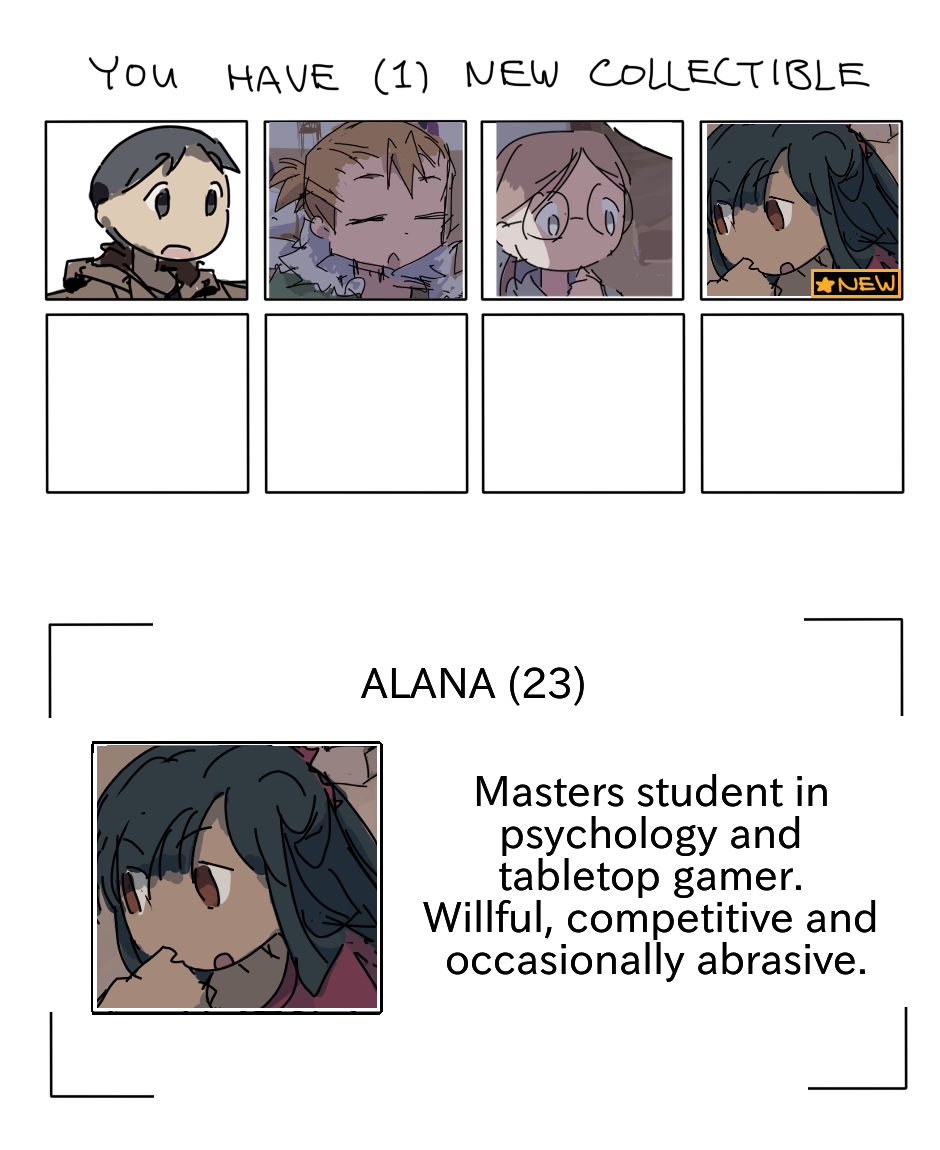 YOU HAVE (1) NEW COLLECTIBLE
★NEW
ALANA (23)
Masters student in
psychology and
tabletop gamer.
Willful, competitive and
occasionally abrasive.